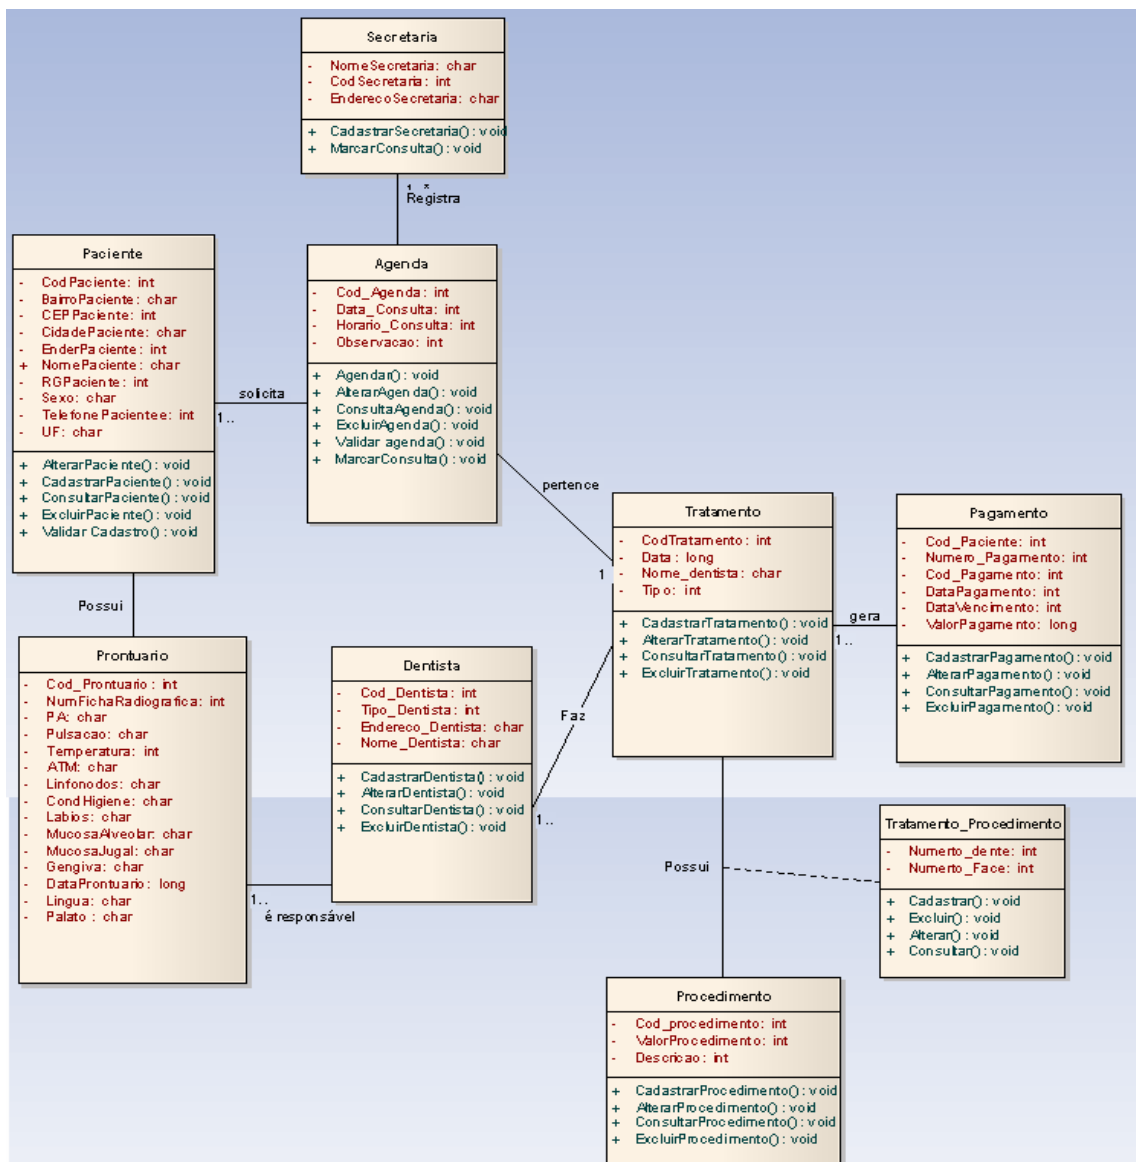 Secretaria
- NomeSecretaria: char
- CodSecretaria: int
- EnderecoSecretaria: char
+ CadastrarSecretaria() : void
+ MarcarConsulta() : void
1..*
Registra
Paciente
- CodPaciente: int
- BairroPaciente: char
- CEPPaciente: int
- CidadePaciente: char
- EnderPaciente: int
+ NomePaciente: char
- RGPaciente: int
- Sexo: char
- TelefonePacientee: int
- UF: char
+ AlterarPaciente() : void
+ CadastrarPaciente() : void
+ ConsultarPaciente() : void
+ ExcluirPaciente() : void
+ Validar Cadastro() : void
solicita
1..
Agenda
- Cod_Agenda: int
- Data_Consulta: int
- Horario_Consulta: int
- Observacao: int
+ Agendar() : void
+ AlterarAgenda() : void
+ ConsultaAgenda() : void
+ ExcluirAgenda() : void
+ Validar agenda() : void
+ MarcarConsulta() : void
pertence
1
Tratamento
- CodTratamento: int
- Data: long
- Nome_dentista: char
- Tipo: int
+ CadastrarTratamento() : void
+ AlterarTratamento() : void
+ ConsultarTratamento() : void
+ ExcluirTratamento() : void
gera
1..
Pagamento
- Cod_Paciente: int
- Numero_Pagamento: int
- Cod_Pagamento: int
- DataPagamento: int
- DataVencimento: int
- ValorPagamento: long
+ CadastrarPagamento() : void
+ AlterarPagamento() : void
+ ConsultarPagamento() : void
+ ExcluirPagamento() : void
Possui
Prontuario
- Cod_Prontuario: int
- NumFichaRadiografica: int
- PA: char
- Pulsacao: char
- Temperatura: int
- ATM: char
- Linfonodos: char
- CondHigiene: char
- Labios: char
- MucosaAlveolar: char
- MucosaJugal: char
- Gengiva: char
- DataProntuario: long
- Lingua: char
- Palato: char
1..
é responsável
Dentista
- Cod_Dentista: int
- Tipo_Dentista: int
- Endereco_Dentista: char
- Nome_Dentista: char
+ CadastrarDentista() : void
+ AlterarDentista() : void
+ ConsultarDentista() : void
+ ExcluirDentista() : void
Faz
1..
Possui
Tratamento_Procedimento
- Numerto_dente: int
- Numerto_Face: int
+ Cadastrar() : void
+ Excluir() : void
+ Alterar() : void
+ Consultar() : void
Procedimento
- Cod_procedimento: int
- ValorProcedimento: int
- Descricao: int
+ CadastrarProcedimento() : void
+ AlterarProcedimento() : void
+ ConsultarProcedimento() : void
+ ExcluirProcedimento() : void